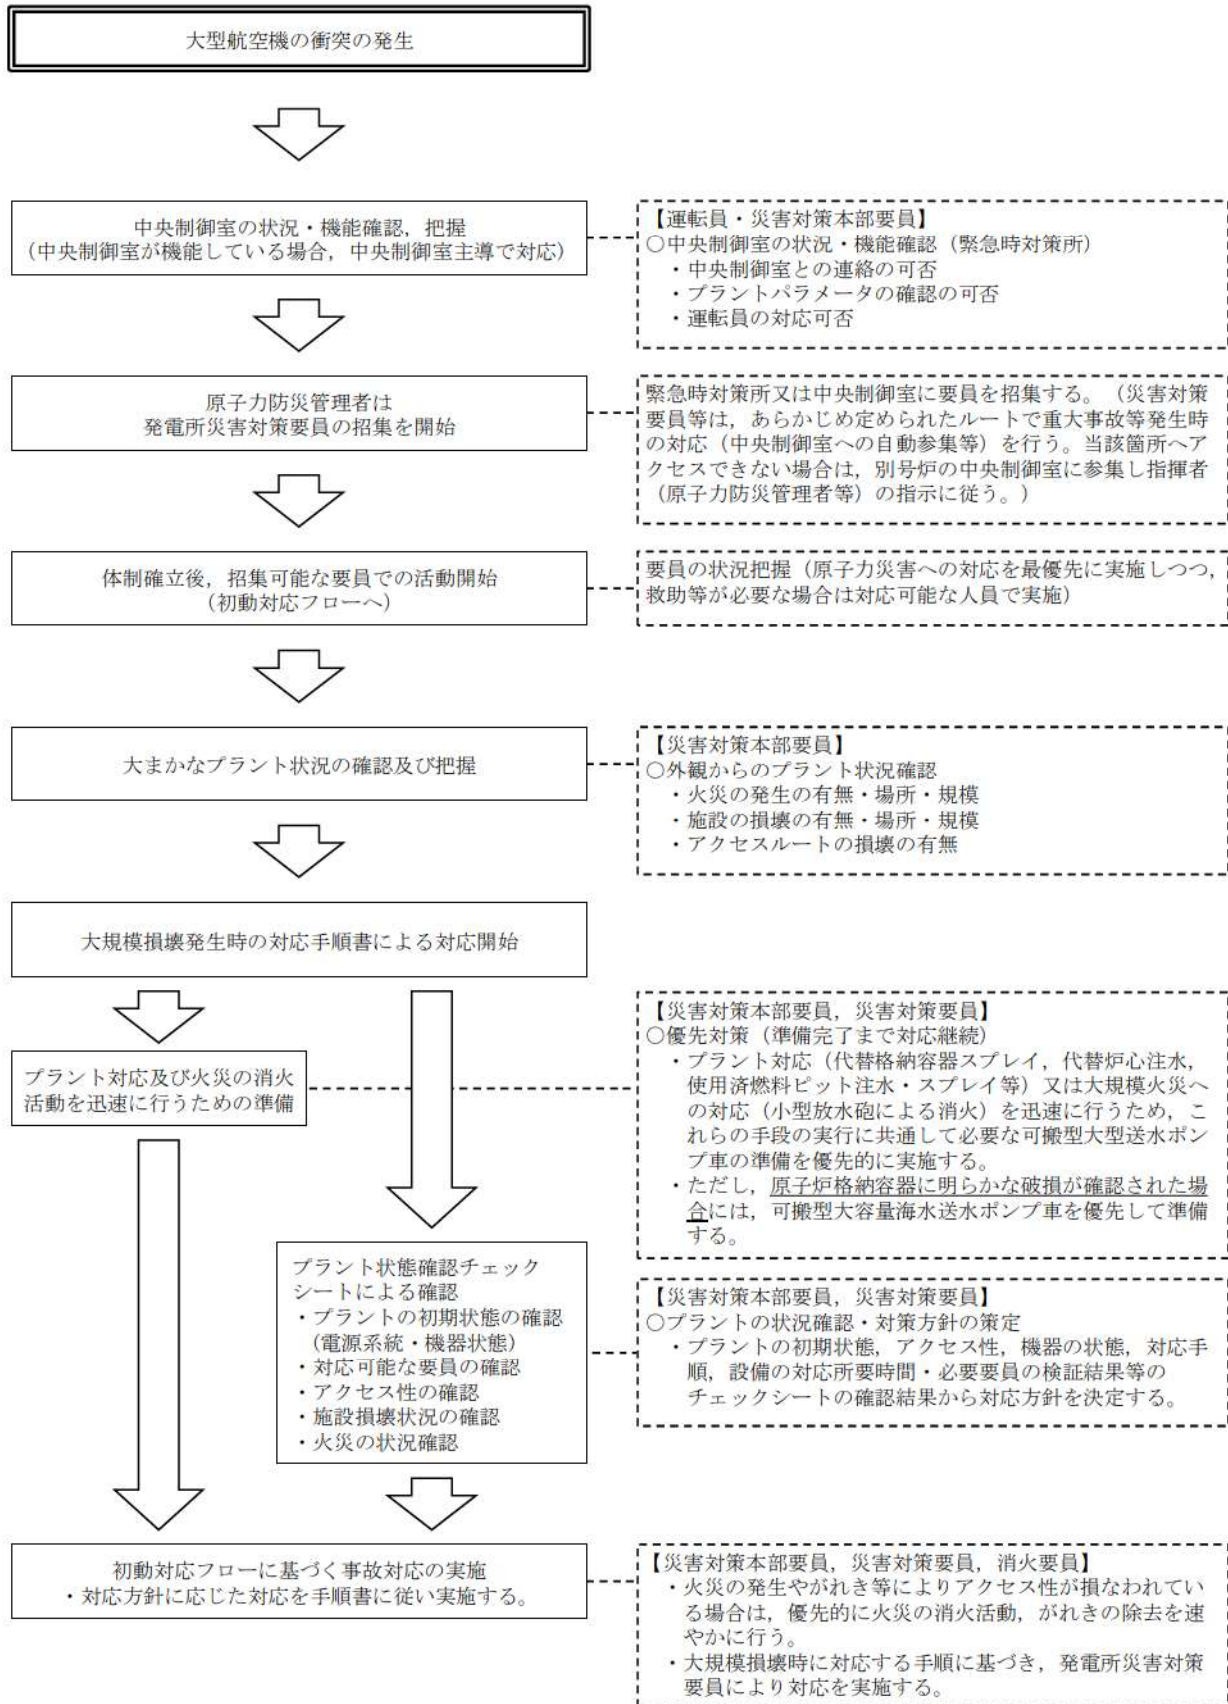 大型航空機の衝突の発生
中央制御室の状況・機能確認，把握
(中央制御室が機能している場合，中央制御室主導で対応)
【運転員・災害対策本部要員】
○中央制御室の状況・機能確認（緊急時対策所）
・中央制御室との連絡の可否
・プラントパラメータの確認の可否
・運転員の対応可否
原子力防災管理者は
発電所災害対策要員の招集を開始
緊急時対策所又は中央制御室に要員を招集する。（災害対策
要員等は，あらかじめ定められたルートで重大事故等発生時
の対応（中央制御室への自動参集等）を行う。当該箇所へア
クセスできない場合は，別号炉の中央制御室に参集し指揮者
（原子力防災管理者等）の指示に従う。）
体制確立後，招集可能な要員での活動開始
(初動対応フローへ)
要員の状況把握（原子力災害への対応を最優先に実施しつつ，
救助等が必要な場合は対応可能な人員で実施）
大まかなプラント状況の確認及び把握
【災害対策本部要員】
○外観からのプラント状況確認
・火災の発生の有無・場所・規模
・施設の損壊の有無・場所・規模
・アクセスルートの損壊の有無
大規模損壊発生時の対応手順書による対応開始
プラント対応及び火災の消火
活動を迅速に行うための準備
【災害対策本部要員，災害対策要員】
○優先対策（準備完了まで対応継続）
・プラント対応（代替格納容器スプレイ，代替炉心注水，
使用済燃料ピット注水・スプレイ等）又は大規模火災へ
の対応（小型放水砲による消火）を迅速に行うため，こ
れらの手段の実行に共通して必要な可搬型大型送水ポン
プ車の準備を優先的に実施する。
・ただし，原子炉格納容器に明らかな破損が確認された場
合には，可搬型大容量海水送水ポンプ車を優先して準備
する。
プラント状態確認チェック
シートによる確認
・プラントの初期状態の確認
(電源系統・機器状態)
・対応可能な要員の確認
・アクセス性の確認
・施設損壊状況の確認
・火災の状況確認
【災害対策本部要員，災害対策要員】
○プラントの状況確認・対策方針の策定
・プラントの初期状態，アクセス性，機器の状態，対応手
順，設備の対応所要時間・必要要員の検証結果等の
チェックシートの確認結果から対応方針を決定する。
初動対応フローに基づく事故対応の実施
・対応方針に応じた対応を手順書に従い実施する。
【災害対策本部要員，災害対策要員，消火要員】
・火災の発生やがれき等によりアクセス性が損なわれてい
る場合は，優先的に火災の消火活動，がれきの除去を速
やかに行う。
・大規模損壊時に対応する手順に基づき，発電所災害対策
要員により対応を実施する。